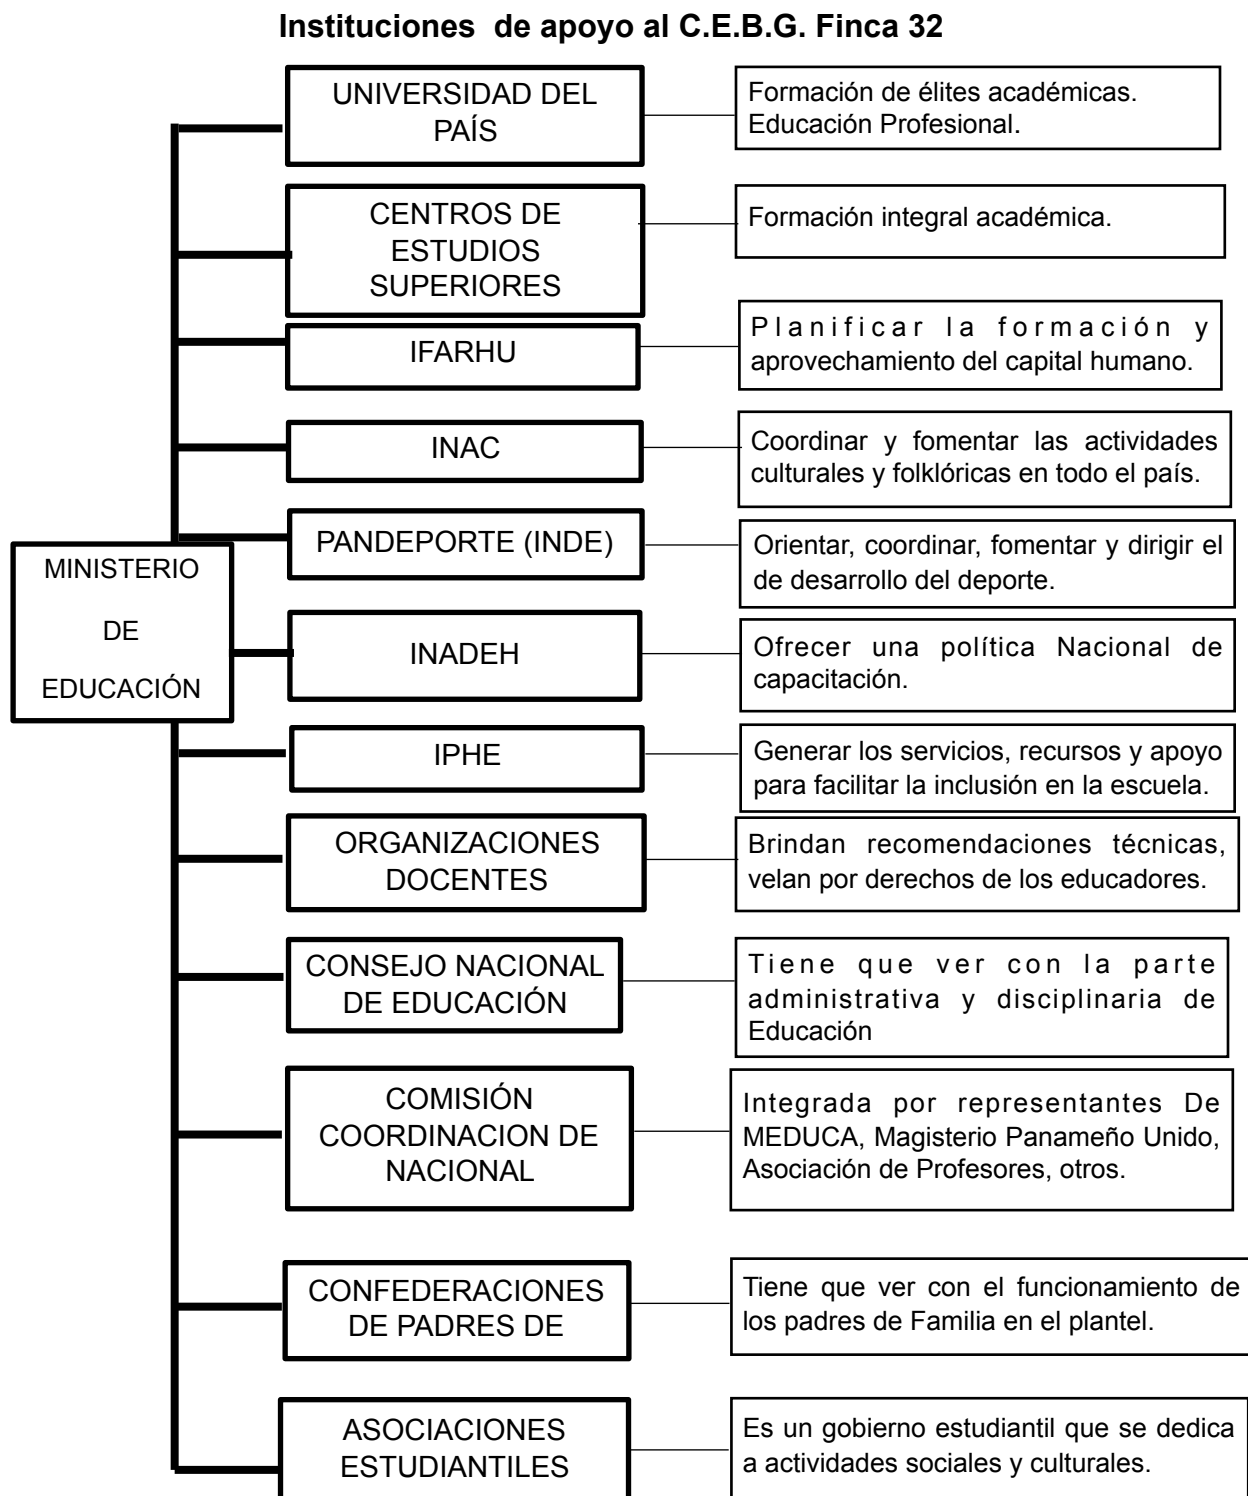 Instituciones de apoyo al C.E.B.G. Finca 32
UNIVERSIDAD DEL
PAÍS
Formación de élites académicas.
Educación Profesional.
CENTROS DE
ESTUDIOS
SUPERIORES
Formación integral académica.
IFARHU
Planificar la formación y
aprovechamiento del capital humano.
INAC
Coordinar y fomentar las actividades
culturales y folklóricas en todo el país.
PANDEPORTE (INDE)
Orientar, coordinar, fomentar y dirigir el
de desarrollo del deporte.
MINISTERIO
DE
EDUCACIÓN
INADEH
Ofrecer una política Nacional de
capacitación.
IPHE
Generar los servicios, recursos y apoyo
para facilitar la inclusión en la escuela.
ORGANIZACIONES
DOCENTES
Brindan recomendaciones técnicas,
velan por derechos de los educadores.
CONSEJO NACIONAL
DE EDUCACIÓN
Tiene que ver con la parte
administrativa y disciplinaria de
Educación
COMISIÓN
COORDINACION DE
NACIONAL
Integrada por representantes De
MEDUCA, Magisterio Panameño Unido,
Asociación de Profesores, otros.
CONFEDERACIONES
DE PADRES DE
Tiene que ver con el funcionamiento de
los padres de Familia en el plantel.
ASOCIACIONES
ESTUDIANTILES
Es un gobierno estudiantil que se dedica
a actividades sociales y culturales.